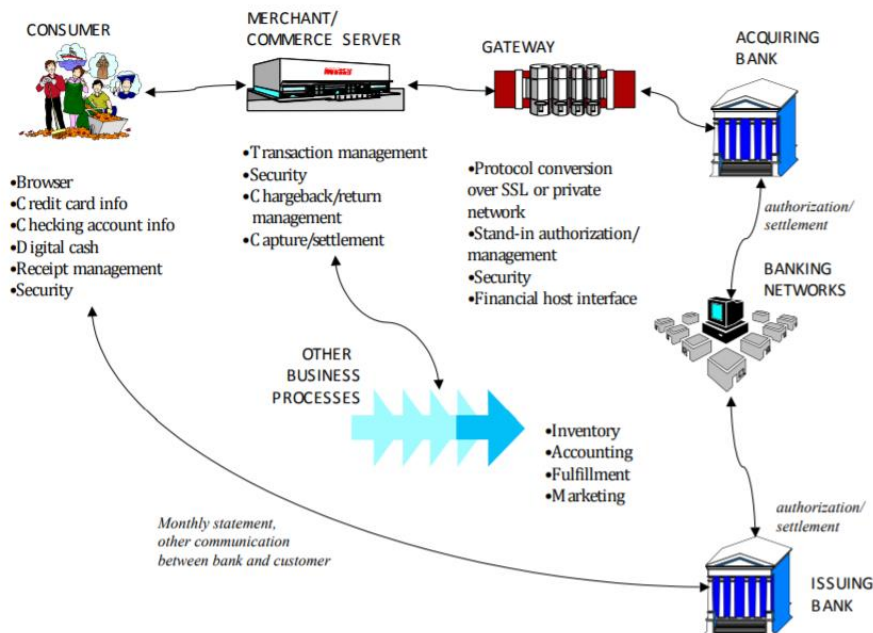 CONSUMER
MERCHANT/
COMMERCE SERVER
GATEWAY
ACQUIRING
BANK
•Browser
•Credit card info
•Checking account info
•Digital cash
•Receipt management
•Security
•Transaction management
•Security
•Chargeback/return
management
•Capture/settlement
•Protocol conversion
over SSL or private
network
•Stand-in authorization/
management
•Security
•Financial host interface
authorization/
settlement
BANKING
NETWORKS
OTHER
BUSINESS
PROCESSES
•Inventory
•Accounting
•Fulfillment
•Marketing
Monthly statement,
other communication
between bank and customer
authorization/
settlement
ISSUING
BANK